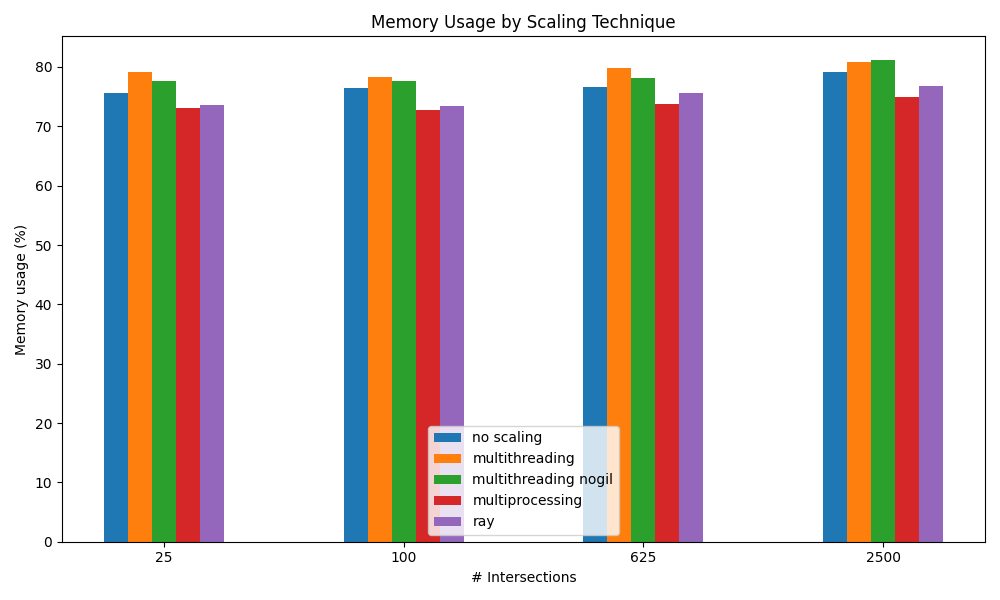 Memory Usage by Scaling Technique
Memory usage (%)
80
70
60
50
40
30
20
10
0
no scaling
multithreading
multithreading nogil
multiprocessing
ray
25
100
625
2500
# Intersections